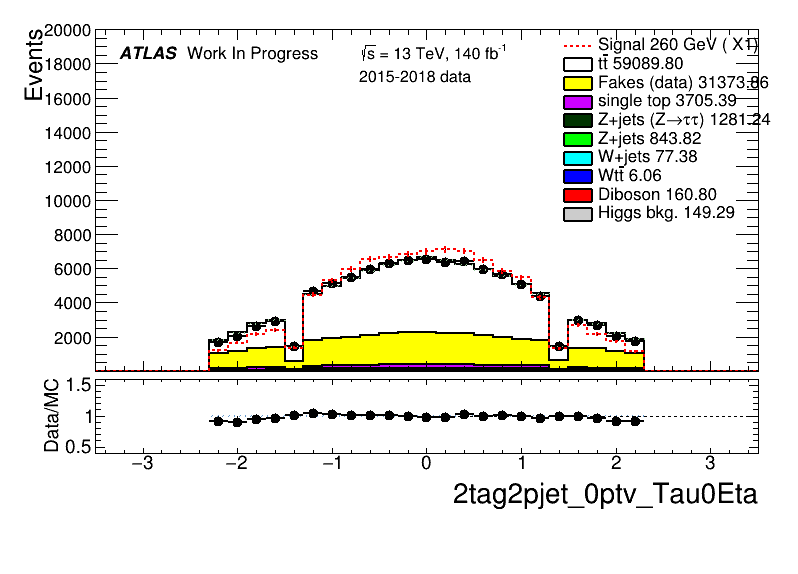 Events
20000
18000
16000
14000
12000
10000
8000
6000
4000
2000
ATLAS Work In Progress
√s = 13 TeV, 140 fb⁻¹
2015-2018 data
Signal 260 GeV ( X1)
tt̄ 59089.80
Fakes (data) 31373.86
single top 3705.39
Z+jets (Z→ττ) 1281.24
Z+jets 843.82
W+jets 77.38
Wtt̄ 6.06
Diboson 160.80
Higgs bkg. 149.29
Data/MC
1.5
1
0.5
−3 −2 −1 0 1 2 3
2tag2pjet_0ptv_Tau0Eta